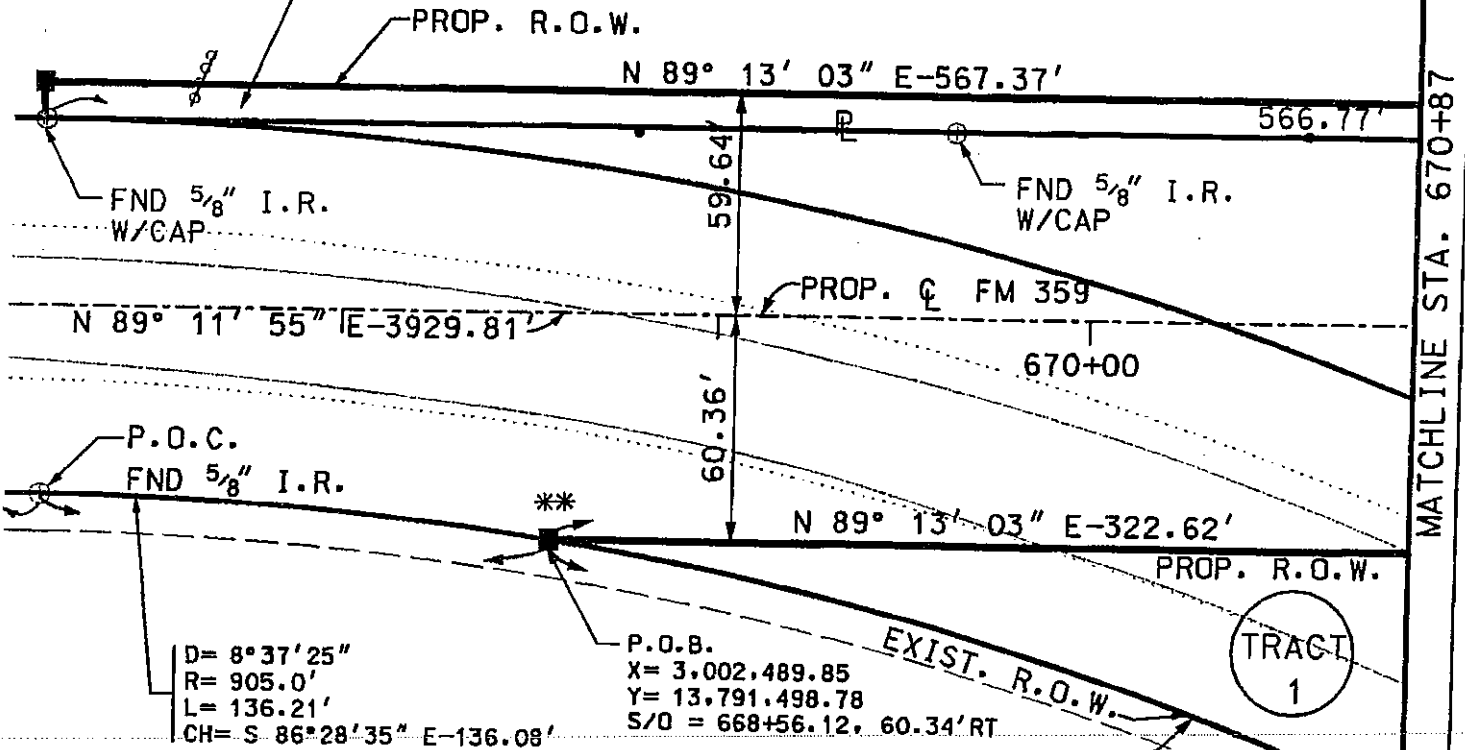 PROP. R.O.W.
N 89° 13' 03" E-567.37'
566.77'
MATCHLINE STA. 670+87
59.64'
FND 5/8" I.R.
W/CAP
FND 5/8" I.R.
W/CAP
PROP. ℄ FM 359
N 89° 11' 55" E-3929.81'
670+00
60.36'
P.O.C.
FND 5/8" I.R.
**
N 89° 13' 03" E-322.62'
PROP. R.O.W.
TRACT
1
EXIST. R.O.W.
D= 8°37'25"
R= 905.0'
L= 136.21'
CH= S 86°28'35" E-136.08'
P.O.B.
X= 3,002,489.85
Y= 13,791,498.78
S/O = 668+56.12, 60.34'RT